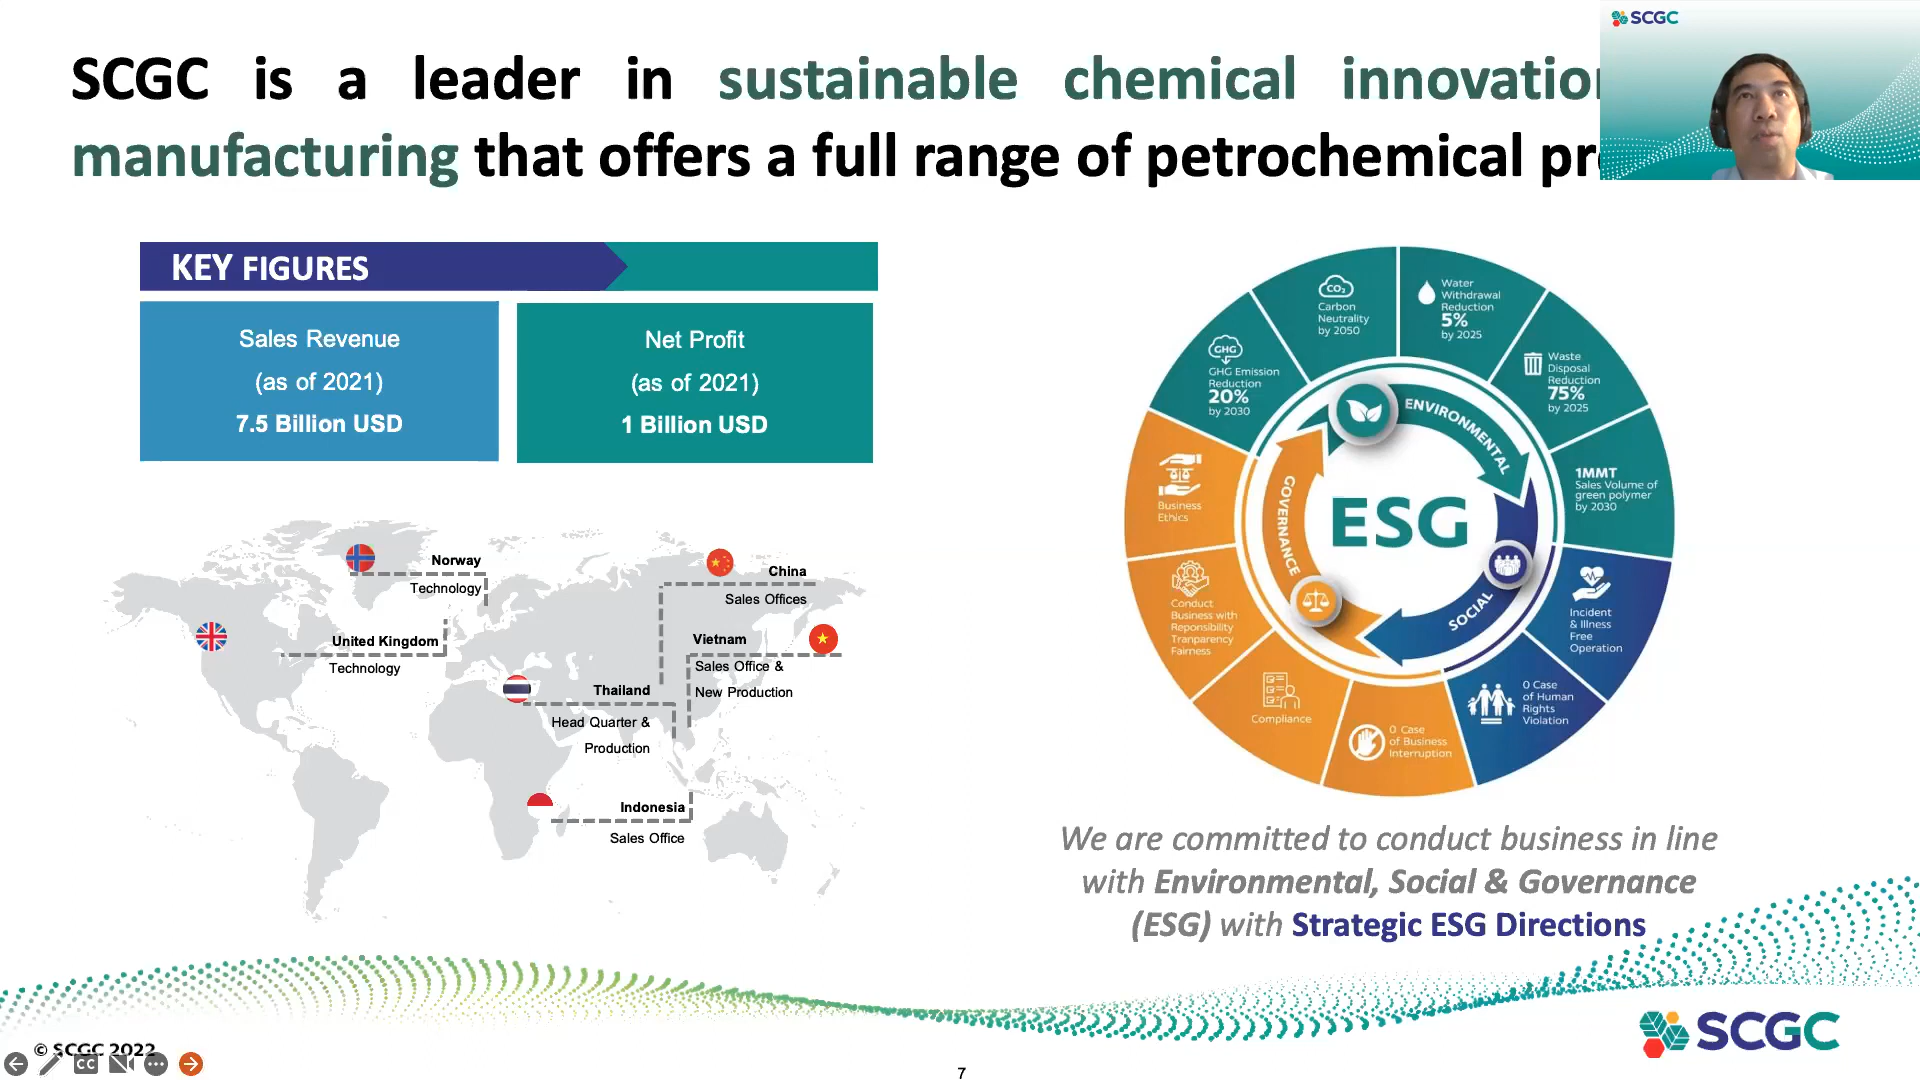 SCGC is a leader in sustainable chemical
manufacturing that offers a full range of petrochemical
SCGC
KEY FIGURES
Sales Revenue
(as of 2021)
7.5 Billion USD
Net Profit
(as of 2021)
1 Billion USD
Norway
Technology
United Kingdom
Technology
China
Sales Offices
Vietnam
Sales Office &
New Production
Thailand
Head Quarter &
Production
Indonesia
Sales Office
CO₂
Carbon
Neutrality
by 2050
Water
Withdrawal
Reduction
5%
by 2025
GHG
GHG Emission
Reduction
20%
by 2030
Waste
Disposal
Reduction
75%
by 2025
1MMT
Sales Volume of
green polymer
by 2030
Business
Ethics
Conduct
Business with
Reponsibility
Tranparency
Fairness
Compliance
0 Case
of Business
Interruption
0 Case
of Human
Rights
Violation
Incident
& Illness
Free
Operation
ENVIRONMENTAL
SOCIAL
GOVERNANCE
ESG
We are committed to conduct business in line
with Environmental, Social & Governance
(ESG) with Strategic ESG Directions
© SCGC 2022
CC
7
SCGC